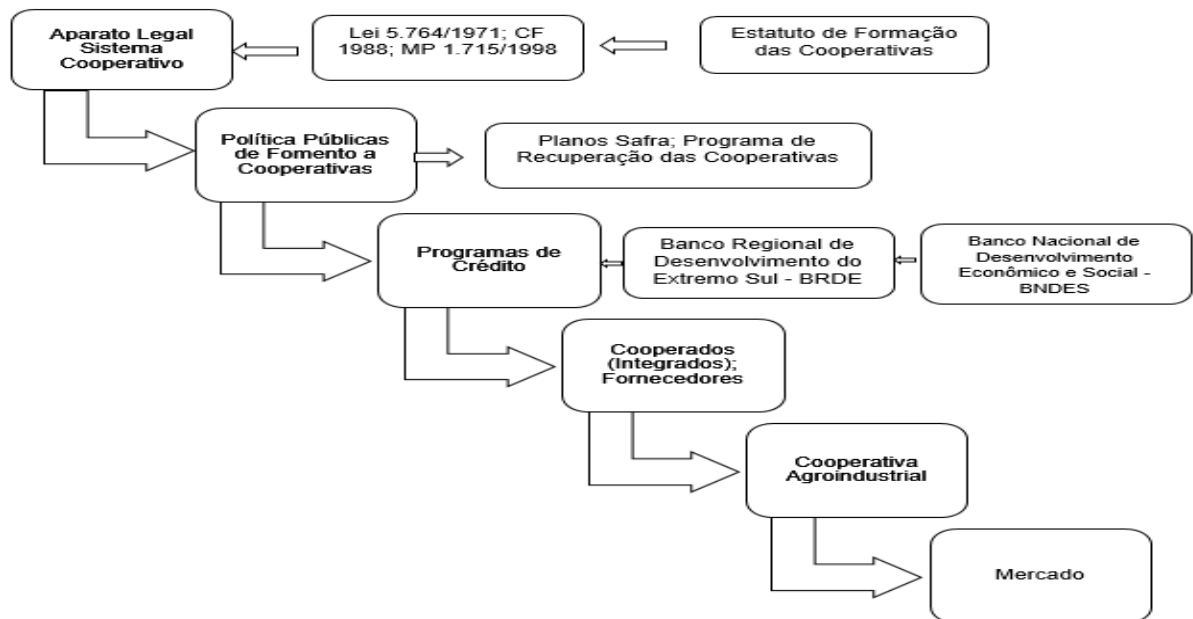 Aparato Legal
Sistema
Cooperativo
Lei 5.764/1971; CF
1988; MP 1.715/1998
Estatuto de Formação
das Cooperativas
Política Públicas
de Fomento a
Cooperativas
Planos Safra; Programa de
Recuperação das Cooperativas
Programas de
Crédito
Banco Regional de
Desenvolvimento do
Extremo Sul - BRDE
Banco Nacional de
Desenvolvimento
Econômico e Social -
BNDES
Cooperados
(Integrados);
Fornecedores
Cooperativa
Agroindustrial
Mercado